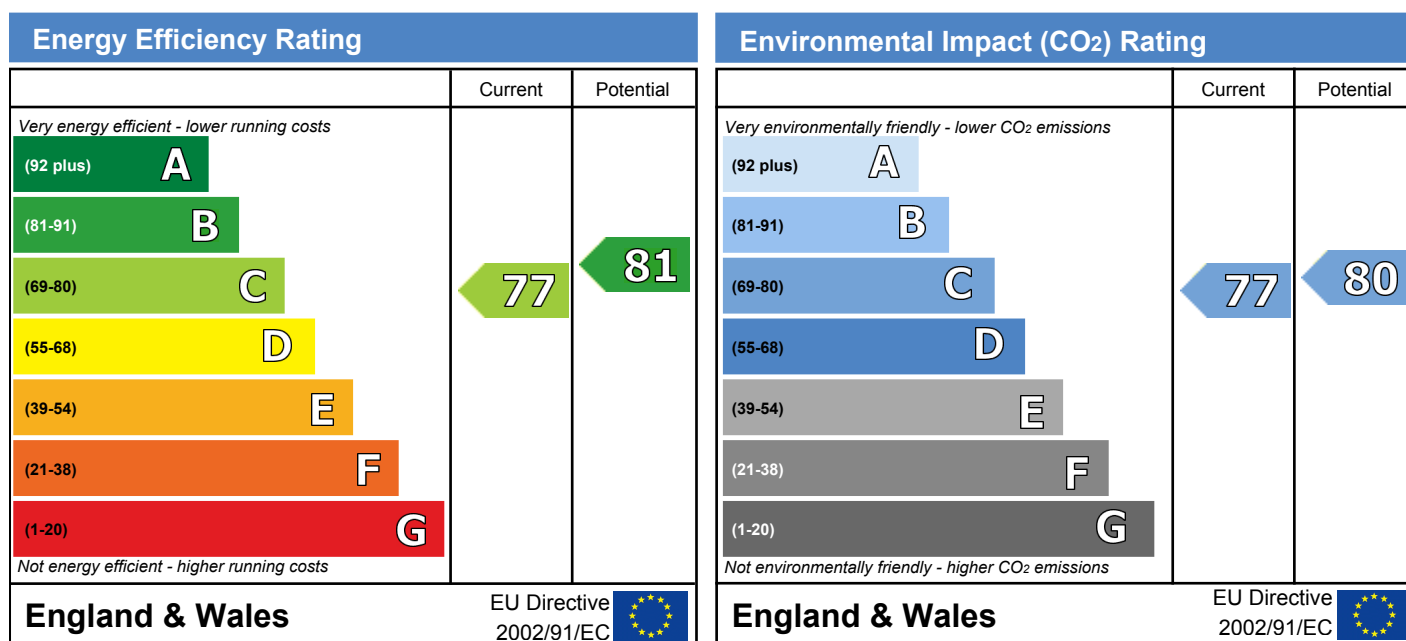 Energy Efficiency Rating
Current Potential
Very energy efficient - lower running costs
(92 plus) A
(81-91) B
(69-80) C
(55-68) D
(39-54) E
(21-38) F
(1-20) G
77
81
Not energy efficient - higher running costs
England & Wales
EU Directive
2002/91/EC
Environmental Impact (CO2) Rating
Current Potential
Very environmentally friendly - lower CO2 emissions
(92 plus) A
(81-91) B
(69-80) C
(55-68) D
(39-54) E
(21-38) F
(1-20) G
77
80
Not environmentally friendly - higher CO2 emissions
England & Wales
EU Directive
2002/91/EC